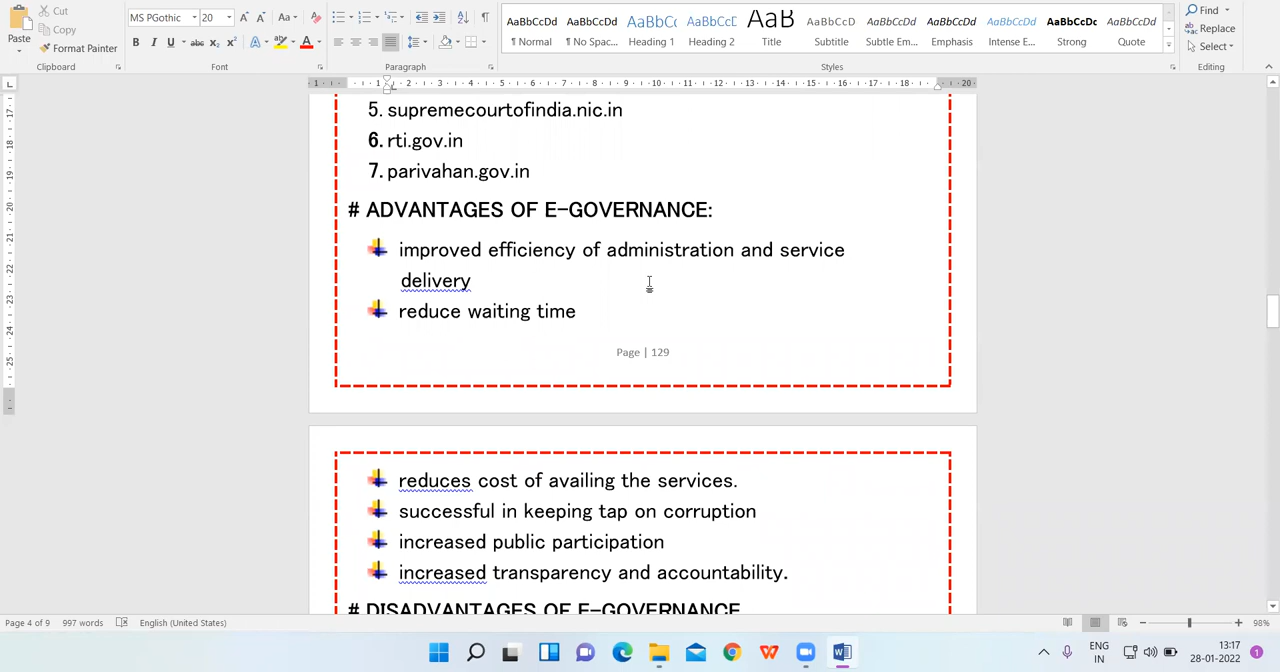 Paste
Cut
Copy
Format Painter
Clipboard
MS PGothic
20
Aa
Font
Paragraph
AaBbCcDd
¶ Normal
AaBbCcDd
¶ No Spac...
AaBbCc
Heading 1
AaBbCcE
Heading 2
AaB
Title
AaBbCcD
Subtitle
AaBbCcDd
Subtle Em...
AaBbCcDd
Emphasis
AaBbCcDd
Intense E...
AaBbCcDc
Strong
AaBbCcDd
Quote
Styles
Find
Replace
Select
Editing
5. supremecourtofindia.nic.in
6. rti.gov.in
7. parivahan.gov.in
# ADVANTAGES OF E-GOVERNANCE:
improved efficiency of administration and service
delivery
reduce waiting time
Page | 129
reduces cost of availing the services.
successful in keeping tap on corruption
increased public participation
increased transparency and accountability.
# DISADVANTAGES OF E-GOVERNANCE
Page 4 of 9
997 words
English (United States)
98%
ENG
IN
13:17
28-01-2022